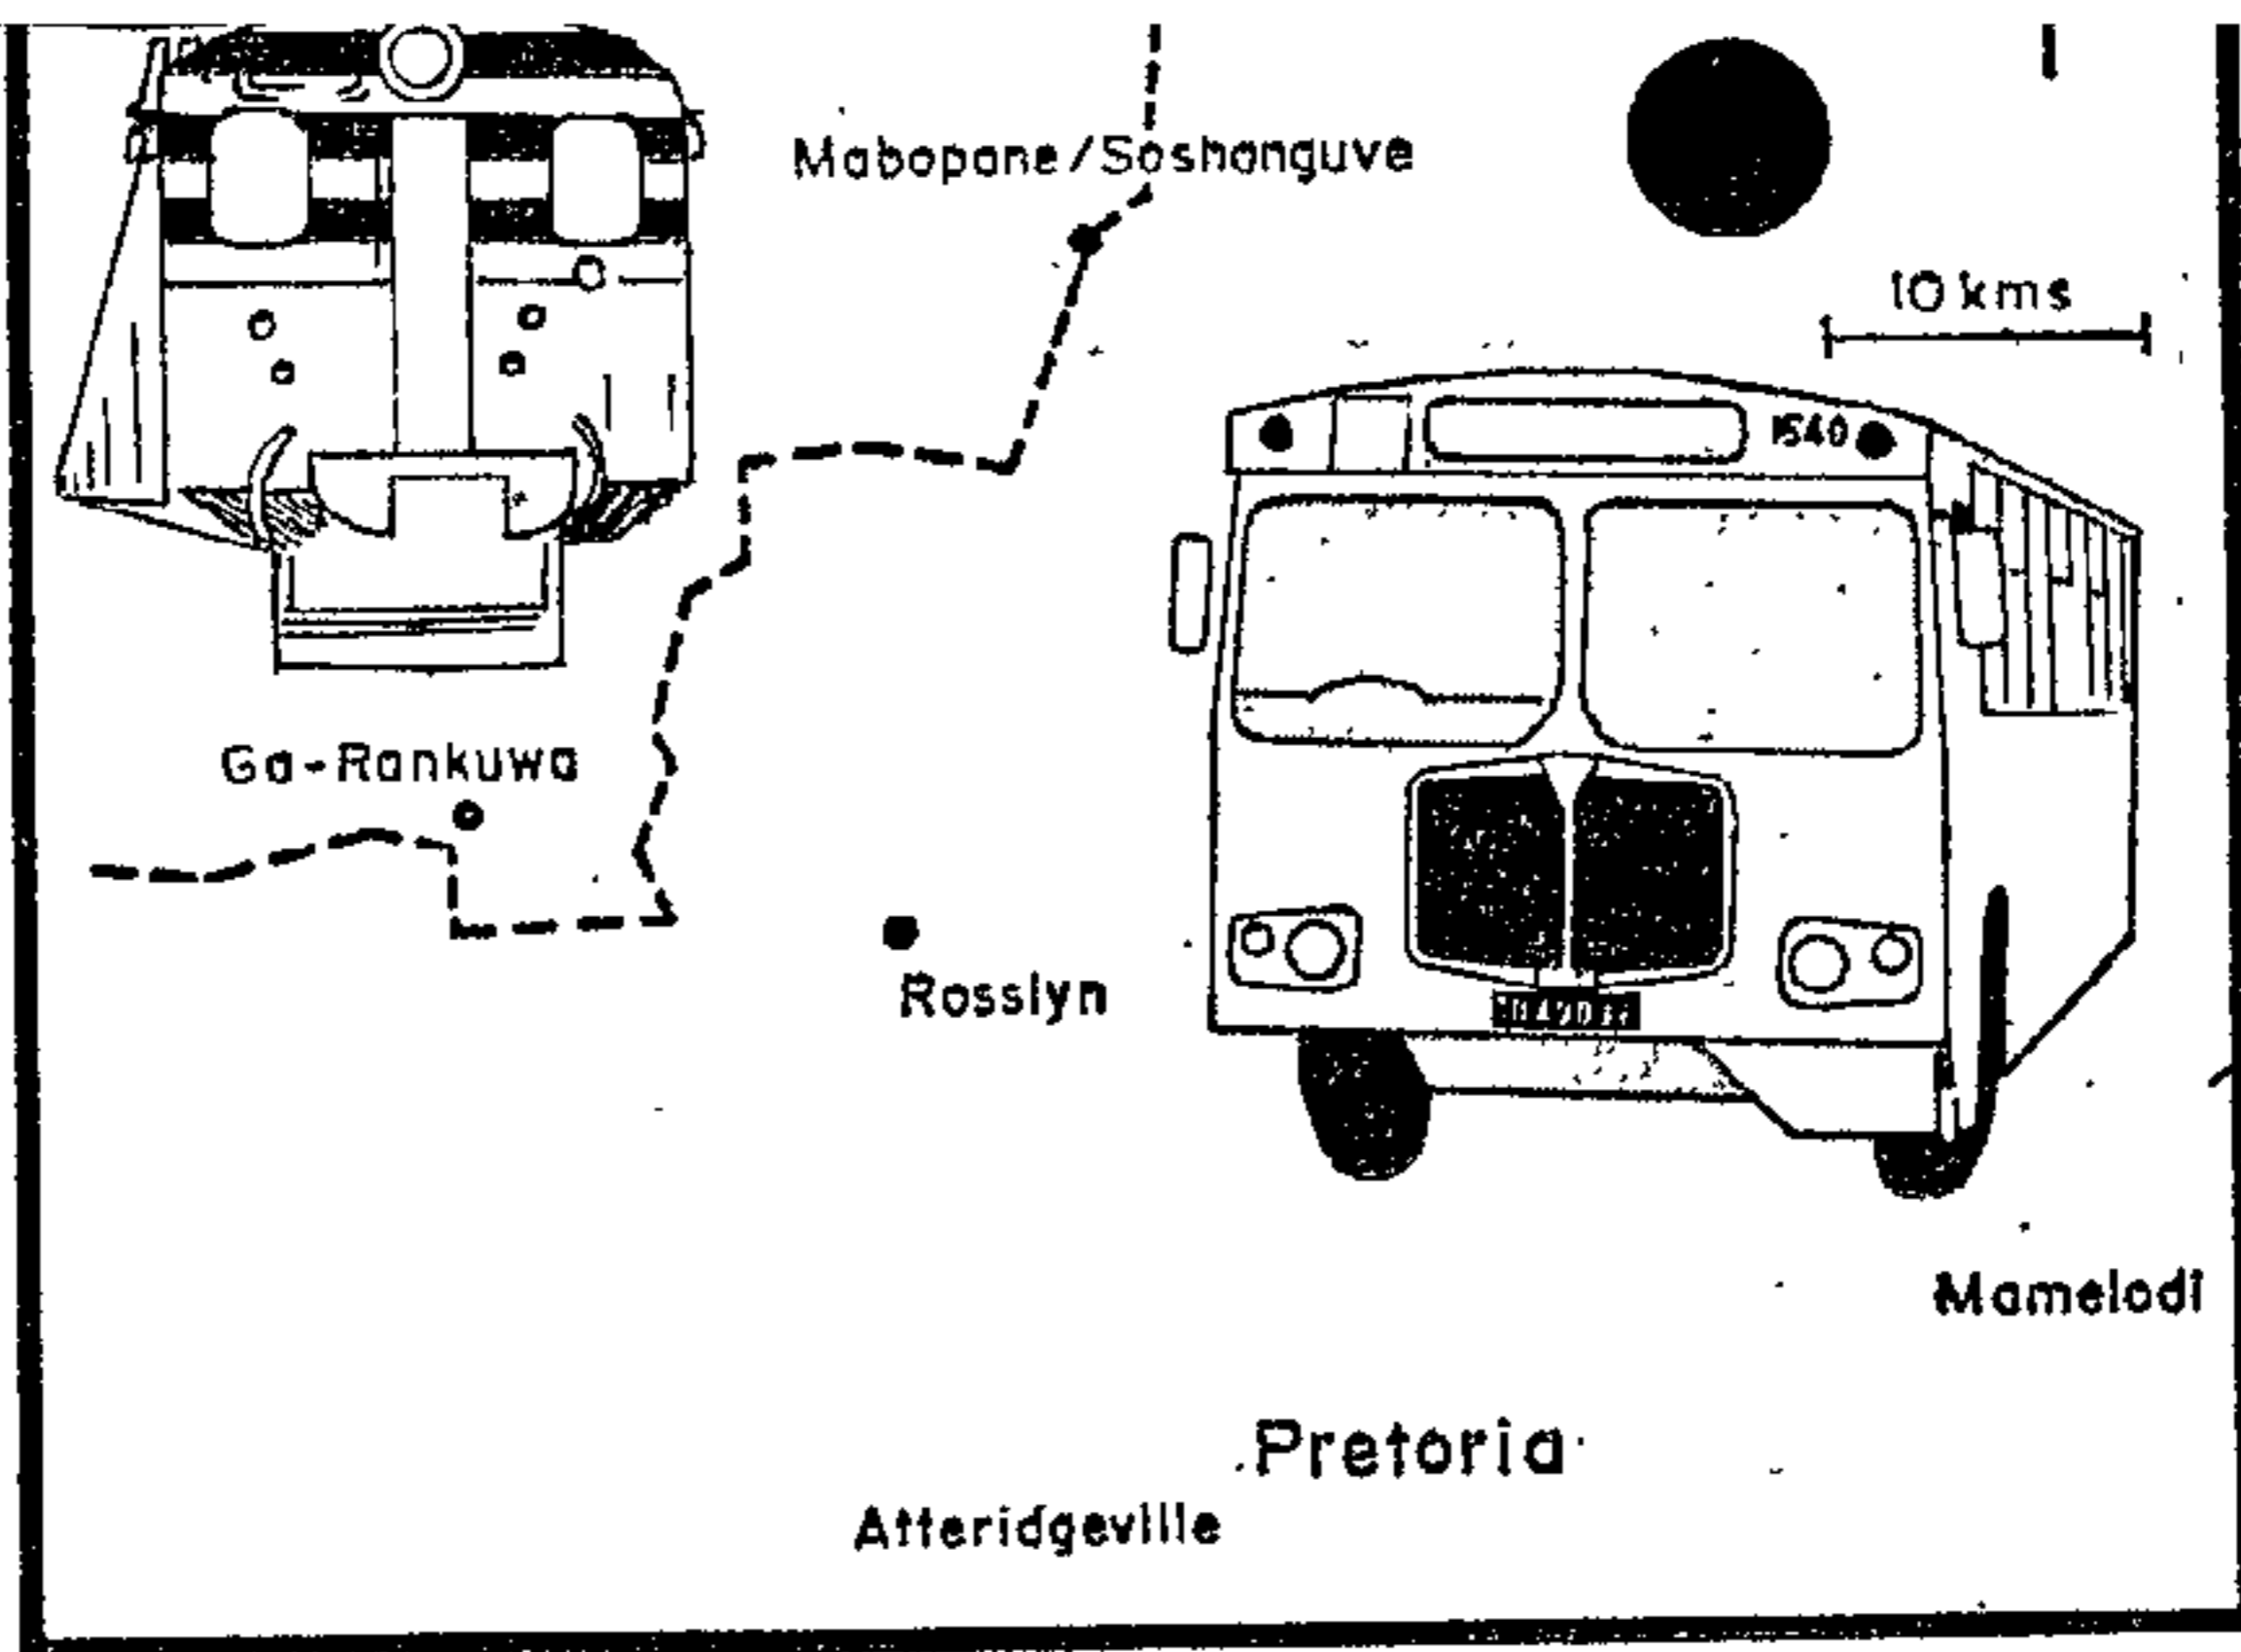 Mabopane/Soshanguve
10 kms
1540
Ga-Rankuwa
Rosslyn
Mamelodi
Pretoria
Atteridgeville